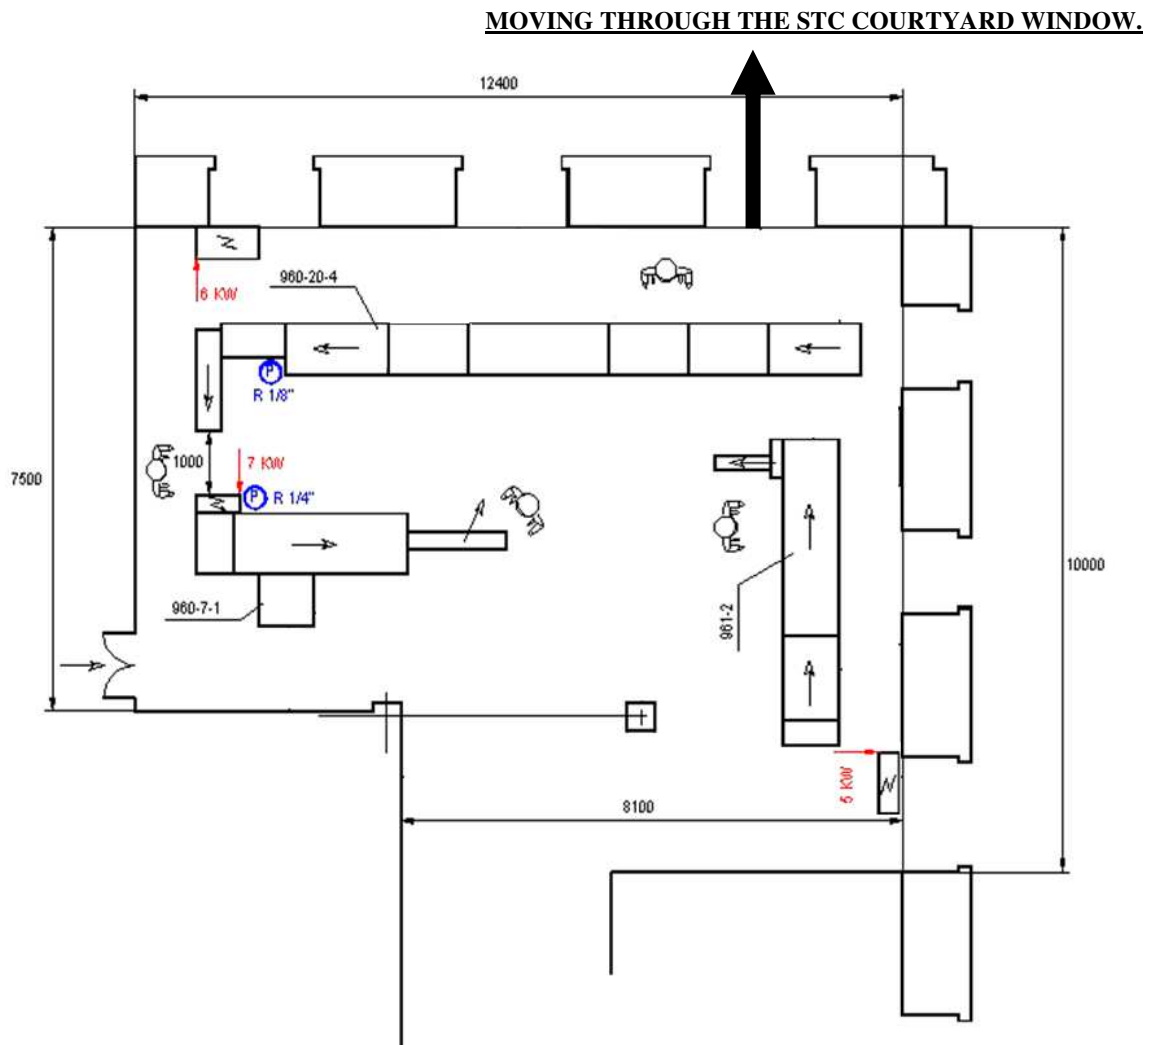 MOVING THROUGH THE STC COURTYARD WINDOW.
12400
960-20-4
6 KW
P
R 1/8"
7500
1000
7 KW
P
R 1/4"
10000
960-7-1
961-2
5 KW
8100